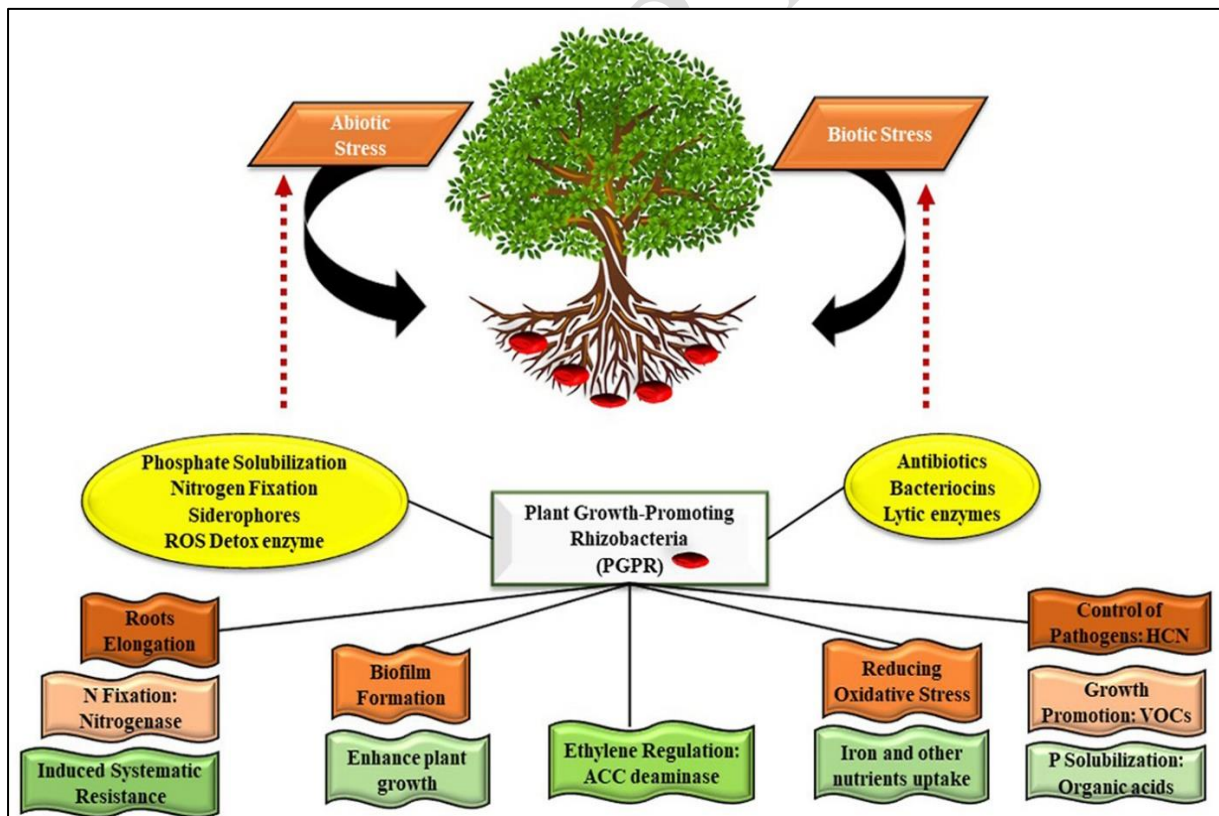 Abiotic
Stress
Biotic Stress
Phosphate Solubilization
Nitrogen Fixation
Siderophores
ROS Detox enzyme
Antibiotics
Bacteriocins
Lytic enzymes
Plant Growth-Promoting
Rhizobacteria
(PGPR)
Roots
Elongation
N Fixation:
Nitrogenase
Induced Systematic
Resistance
Biofilm
Formation
Enhance plant
growth
Ethylene Regulation:
ACC deaminase
Reducing
Oxidative Stress
Iron and other
nutrients uptake
Control of
Pathogens: HCN
Growth
Promotion: VOCs
P Solubilization:
Organic acids